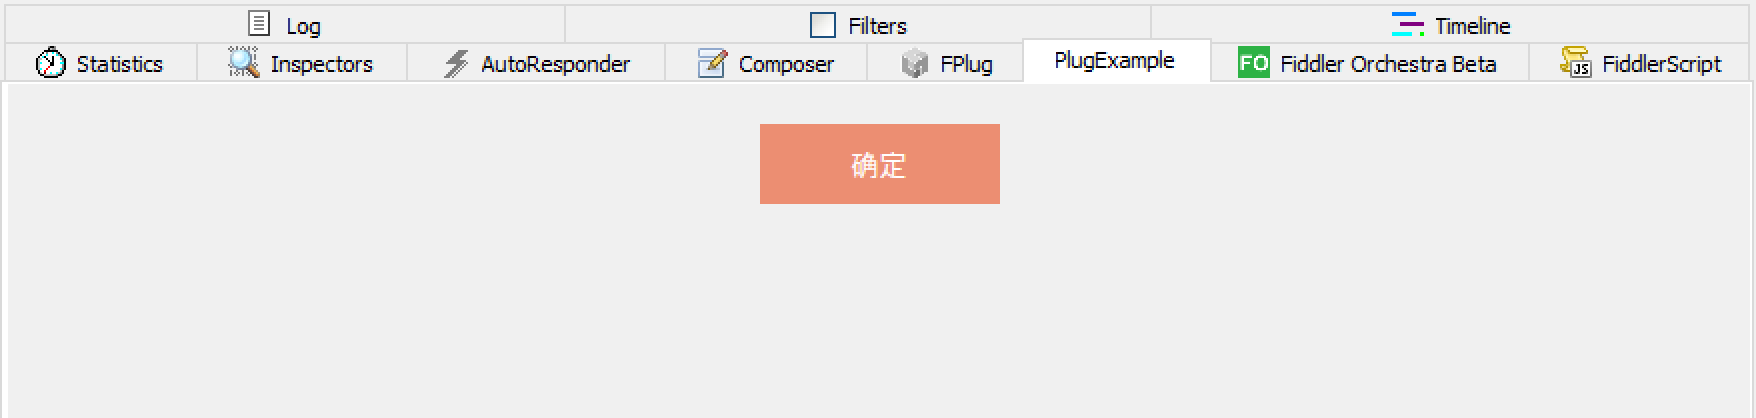 Log Filters Timeline
Statistics Inspectors AutoResponder Composer FPlug PlugExample FO Fiddler Orchestra Beta JS FiddlerScript
确定